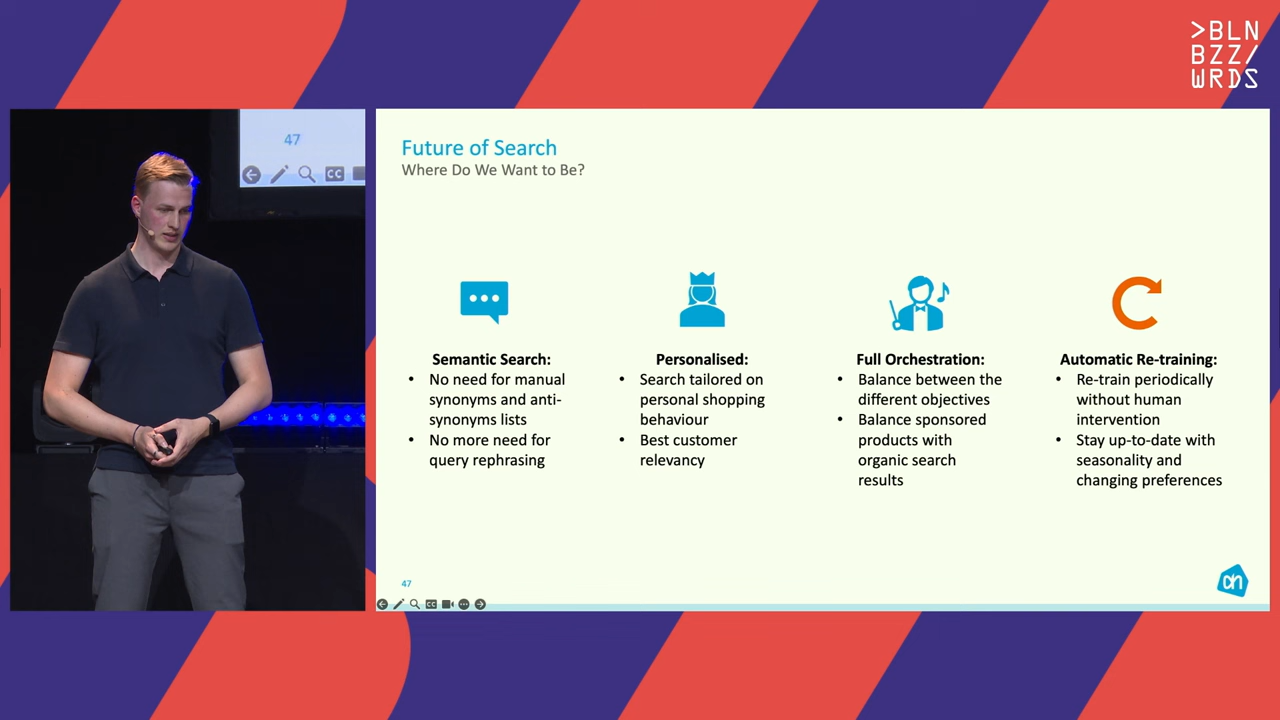 >BLN
BZZ/
WRDS
47
CC
Future of Search
Where Do We Want to Be?
Semantic Search:
• No need for manual
synonyms and anti-
synonyms lists
• No more need for
query rephrasing
Personalised:
• Search tailored on
personal shopping
behaviour
• Best customer
relevancy
Full Orchestration:
• Balance between the
different objectives
• Balance sponsored
products with
organic search
results
Automatic Re-training:
• Re-train periodically
without human
intervention
• Stay up-to-date with
seasonality and
changing preferences
47
CC
ah